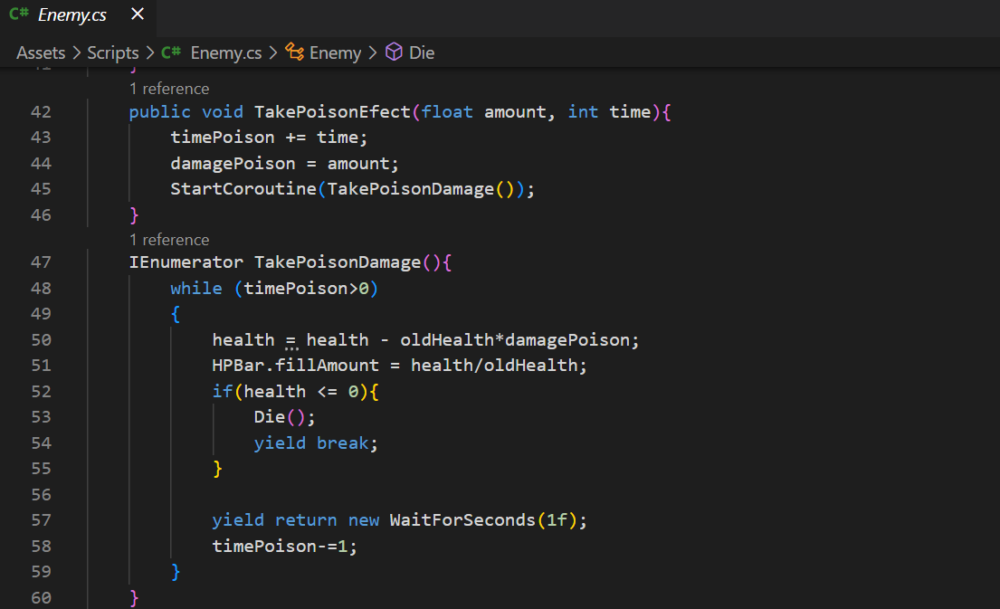 C# Enemy.cs ×
Assets > Scripts > C# Enemy.cs > Enemy > Die
41 }
1 reference
42 public void TakePoisonEfect(float amount, int time){
43 timePoison += time;
44 damagePoison = amount;
45 StartCoroutine(TakePoisonDamage());
46 }
1 reference
47 IEnumerator TakePoisonDamage(){
48 while (timePoison>0)
49 {
50 health = health - oldHealth*damagePoison;
51 HPBar.fillAmount = health/oldHealth;
52 if(health <= 0){
53 Die();
54 yield break;
55 }
56
57 yield return new WaitForSeconds(1f);
58 timePoison-=1;
59 }
60 }